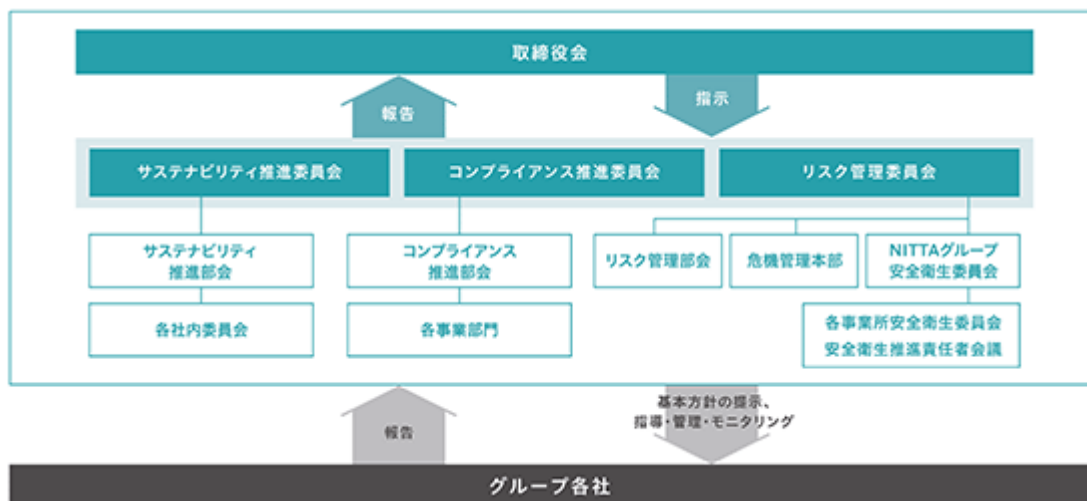 取締役会
報告
指示
サステナビリティ推進委員会
コンプライアンス推進委員会
リスク管理委員会
サステナビリティ
推進部会
コンプライアンス
推進部会
リスク管理部会
危機管理本部
NITTAグループ
安全衛生委員会
各社内委員会
各事業部門
各事業所安全衛生委員会
安全衛生推進責任者会議
報告
基本方針の提示、
指導・管理・モニタリング
グループ各社